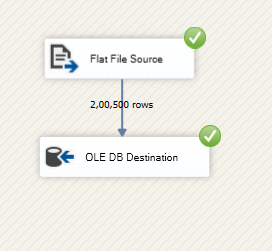 Flat File Source
2,00,500 rows
OLE DB Destination